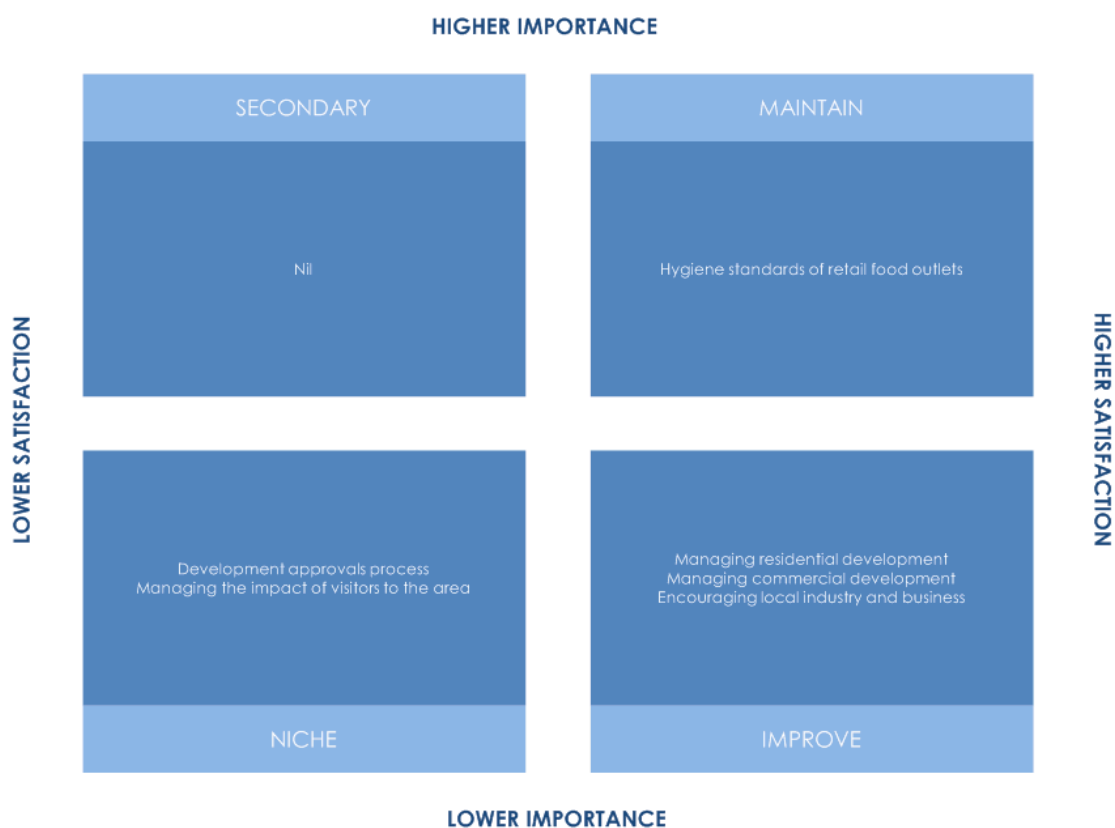 HIGHER IMPORTANCE
SECONDARY
Nil
MAINTAIN
Hygiene standards of retail food outlets
LOWER SATISFACTION
HIGHER SATISFACTION
Development approvals process
Managing the impact of visitors to the area
NICHE
Managing residential development
Managing commercial development
Encouraging local industry and business
IMPROVE
LOWER IMPORTANCE